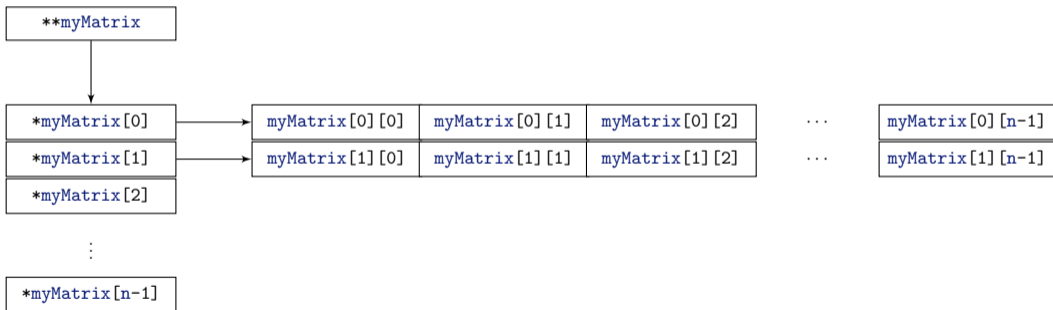 **myMatrix
*myMatrix[0] myMatrix[0][0] myMatrix[0][1] myMatrix[0][2] ... myMatrix[0][n-1]
*myMatrix[1] myMatrix[1][0] myMatrix[1][1] myMatrix[1][2] ... myMatrix[1][n-1]
*myMatrix[2]
⋮
*myMatrix[n-1]